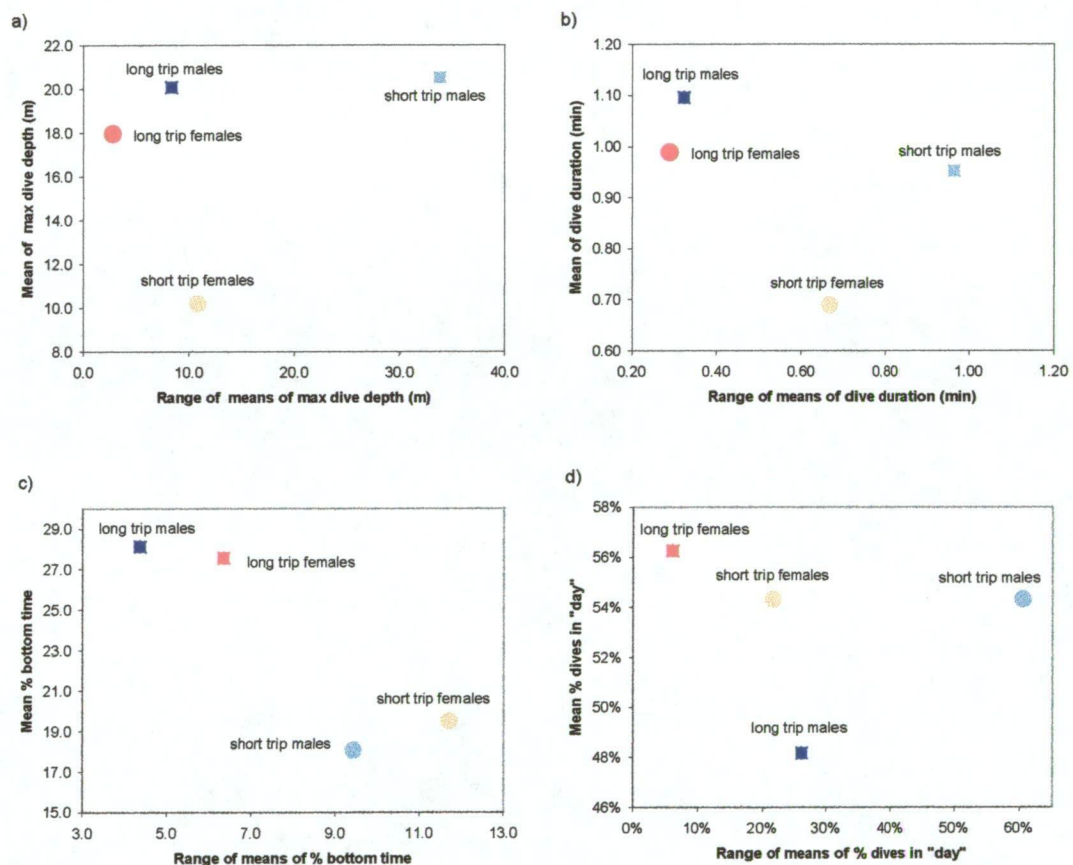 a)
22.0
20.0
18.0
16.0
14.0
12.0
10.0
8.0
Mean of max dive depth (m)
long trip males
short trip males
long trip females
short trip females
0.0 10.0 20.0 30.0 40.0
Range of means of max dive depth (m)
b)
1.20
1.10
1.00
0.90
0.80
0.70
0.60
Mean of dive duration (min)
long trip males
long trip females
short trip males
short trip females
0.20 0.40 0.60 0.80 1.00 1.20
Range of means of dive duration (min)
c)
29.0
27.0
25.0
23.0
21.0
19.0
17.0
15.0
Mean % bottom time
long trip males
long trip females
short trip females
short trip males
3.0 5.0 7.0 9.0 11.0 13.0
Range of means of % bottom time
d)
58%
56%
54%
52%
50%
48%
46%
Mean % dives in "day"
long trip females
short trip females
short trip males
long trip males
0% 10% 20% 30% 40% 50% 60%
Range of means of % dives in "day"